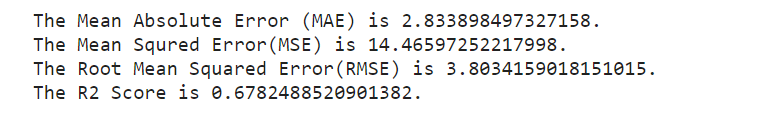 The Mean Absolute Error (MAE) is 2.833898497327158.
The Mean Squred Error(MSE) is 14.46597252217998.
The Root Mean Squared Error(RMSE) is 3.8034159018151015.
The R2 Score is 0.6782488520901382.